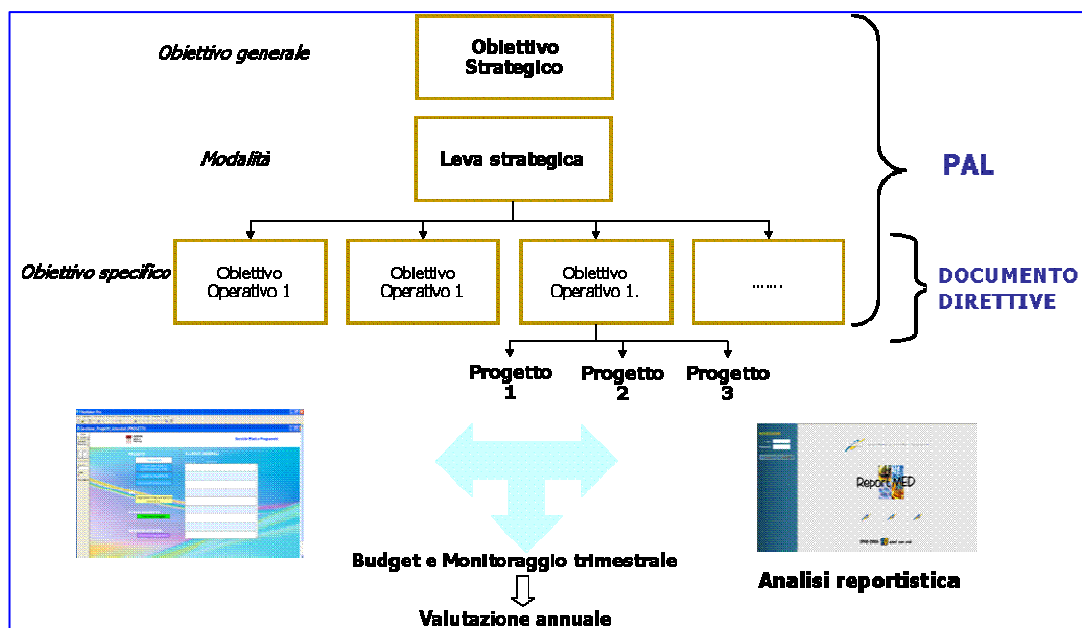 Obiettivo generale
Obiettivo
Strategico
Modalità
Leva strategica
PAL
Obiettivo specifico
Obiettivo
Operativo 1
Obiettivo
Operativo 1
Obiettivo
Operativo 1.
.......
DOCUMENTO
DIRETTIVE
Progetto
1
Progetto
2
Progetto
3
Report MED
Budget e Monitoraggio trimestrale
Analisi reportistica
Valutazione annuale